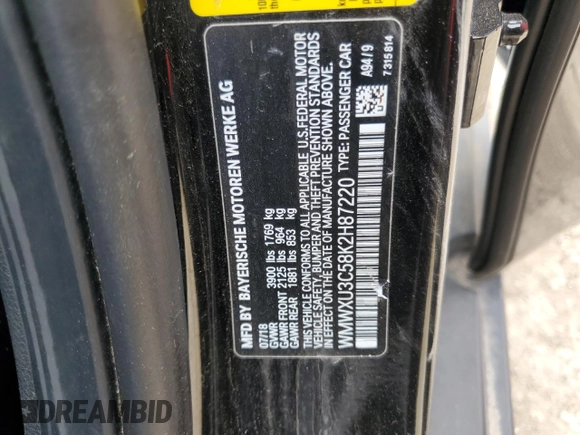 MFD BY BAYERISCHE MOTOREN WERKE AG
07/18
GVWR 3900 lbs 1769 kg
GAWR FRONT 2125 lbs 964 kg
GAWR REAR 1881 lbs 853 kg
THIS VEHICLE CONFORMS TO ALL APPLICABLE U.S.FEDERAL MOTOR
VEHICLE SAFETY, BUMPER AND THEFT PREVENTION STANDARDS
IN EFFECT ON THE DATE OF MANUFACTURE SHOWN ABOVE.
WMWXU3C58K2H87220 TYPE: PASSENGER CAR
A94/9
7315814
DREAMBID